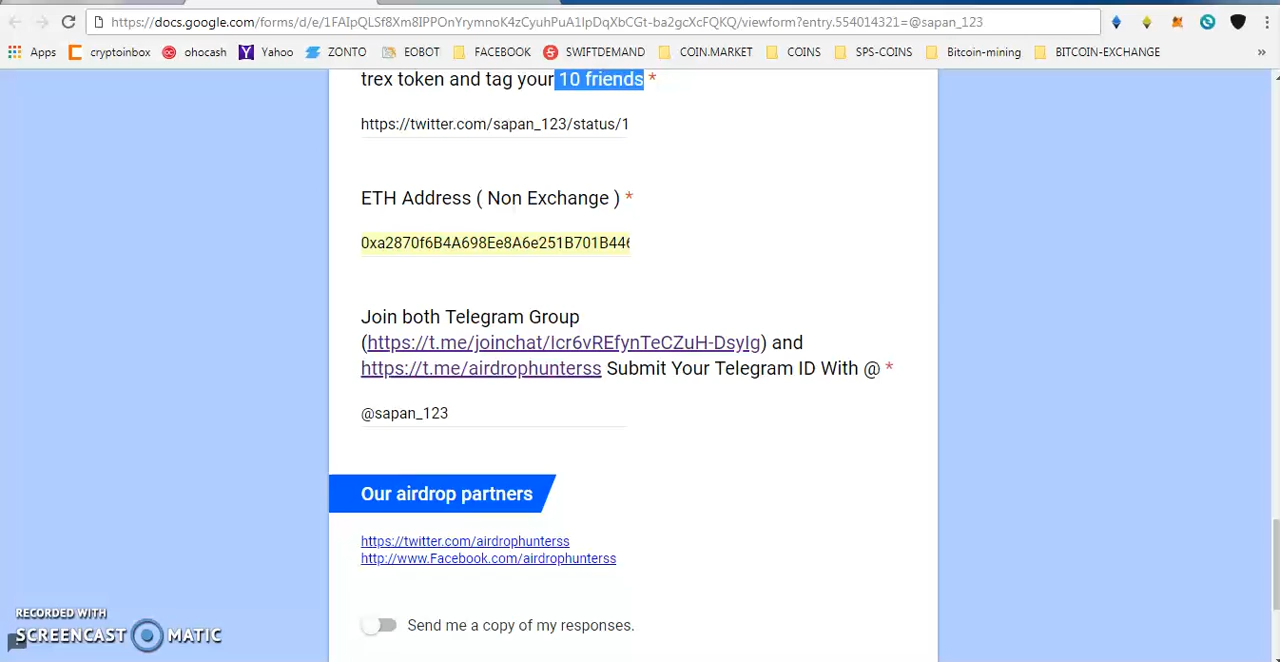 https://docs.google.com/forms/d/e/1FAIpQLSf8Xm8IPPOnYrymnoK4zCyuhPuA1lpDqXbCGt-ba2gcXcFQKQ/viewform?entry.554014321=@sapan_123
Apps cryptoinbox ohocash Yahoo ZONTO EOBOT FACEBOOK SWIFTDEMAND COIN.MARKET COINS SPS-COINS Bitcoin-mining BITCOIN-EXCHANGE »
trex token and tag your 10 friends *
https://twitter.com/sapan_123/status/1
ETH Address ( Non Exchange ) *
0xa2870f6B4A698Ee8A6e251B701B446
Join both Telegram Group
(https://t.me/joinchat/Icr6vREfynTeCZuH-DsyIg) and
https://t.me/airdrophunterss Submit Your Telegram ID With @ *
@sapan_123
Our airdrop partners
https://twitter.com/airdrophunterss
http://www.Facebook.com/airdrophunterss
Send me a copy of my responses.
RECORDED WITH
SCREENCAST MATIC